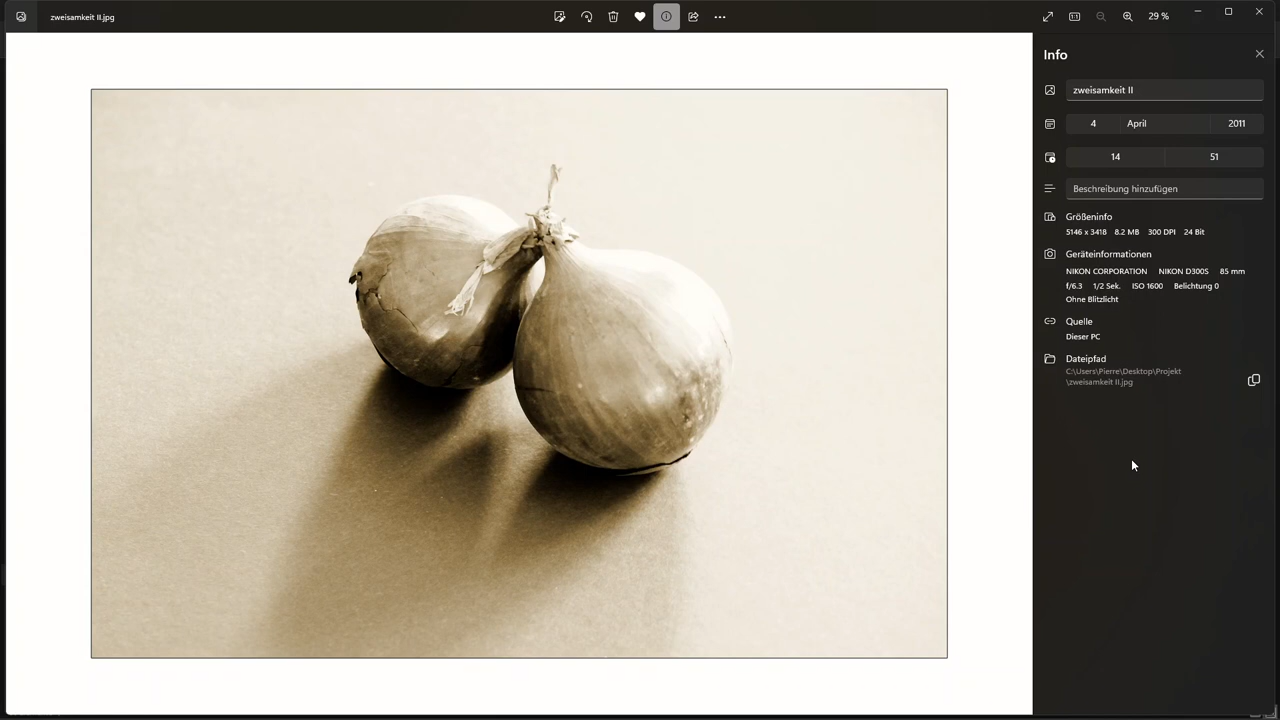 zweisamkeit II.jpg
29 %
Info
zweisamkeit II
4 April 2011
14 51
Beschreibung hinzufügen
Größeninfo
5146 x 3418 8.2 MB 300 DPI 24 Bit
Geräteinformationen
NIKON CORPORATION NIKON D300S 85 mm
f/6.3 1/2 Sek. ISO 1600 Belichtung 0
Ohne Blitzlicht
Quelle
Dieser PC
Dateipfad
C:\Users\Pierre\Desktop\Projekt
\zweisamkeit II.jpg